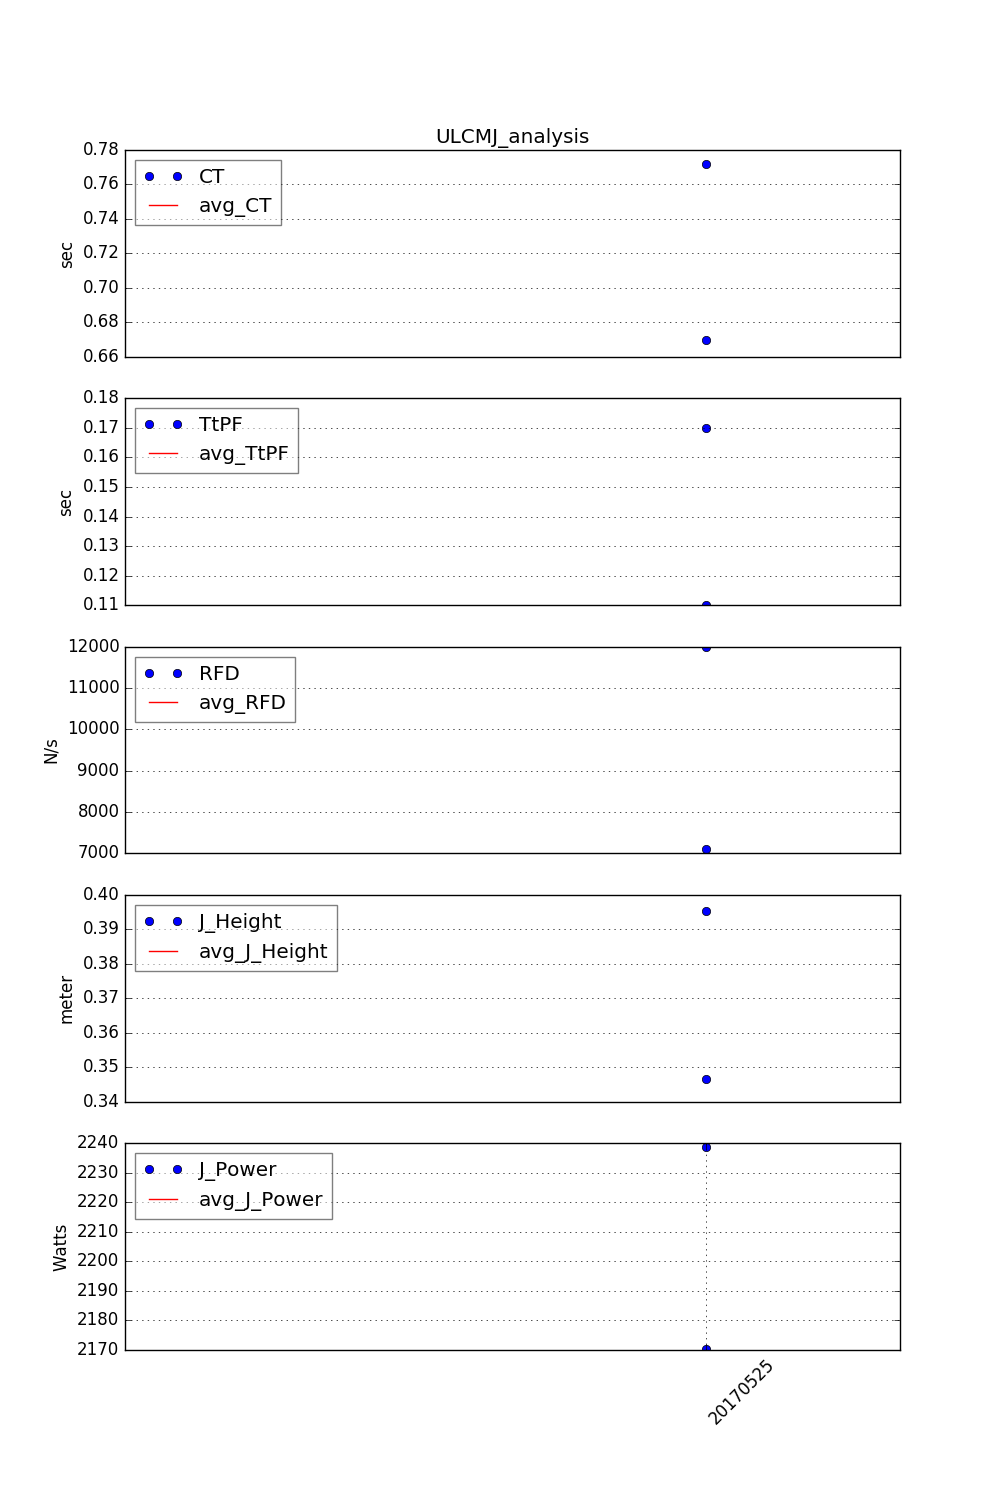 ULCMJ_analysis
0.78
0.76
0.74
0.72
0.70
0.68
0.66
sec
CT
avg_CT
0.18
0.17
0.16
0.15
0.14
0.13
0.12
0.11
sec
TtPF
avg_TtPF
12000
11000
10000
9000
8000
7000
N/s
RFD
avg_RFD
0.40
0.39
0.38
0.37
0.36
0.35
0.34
meter
J_Height
avg_J_Height
2240
2230
2220
2210
2200
2190
2180
2170
Watts
J_Power
avg_J_Power
20170525